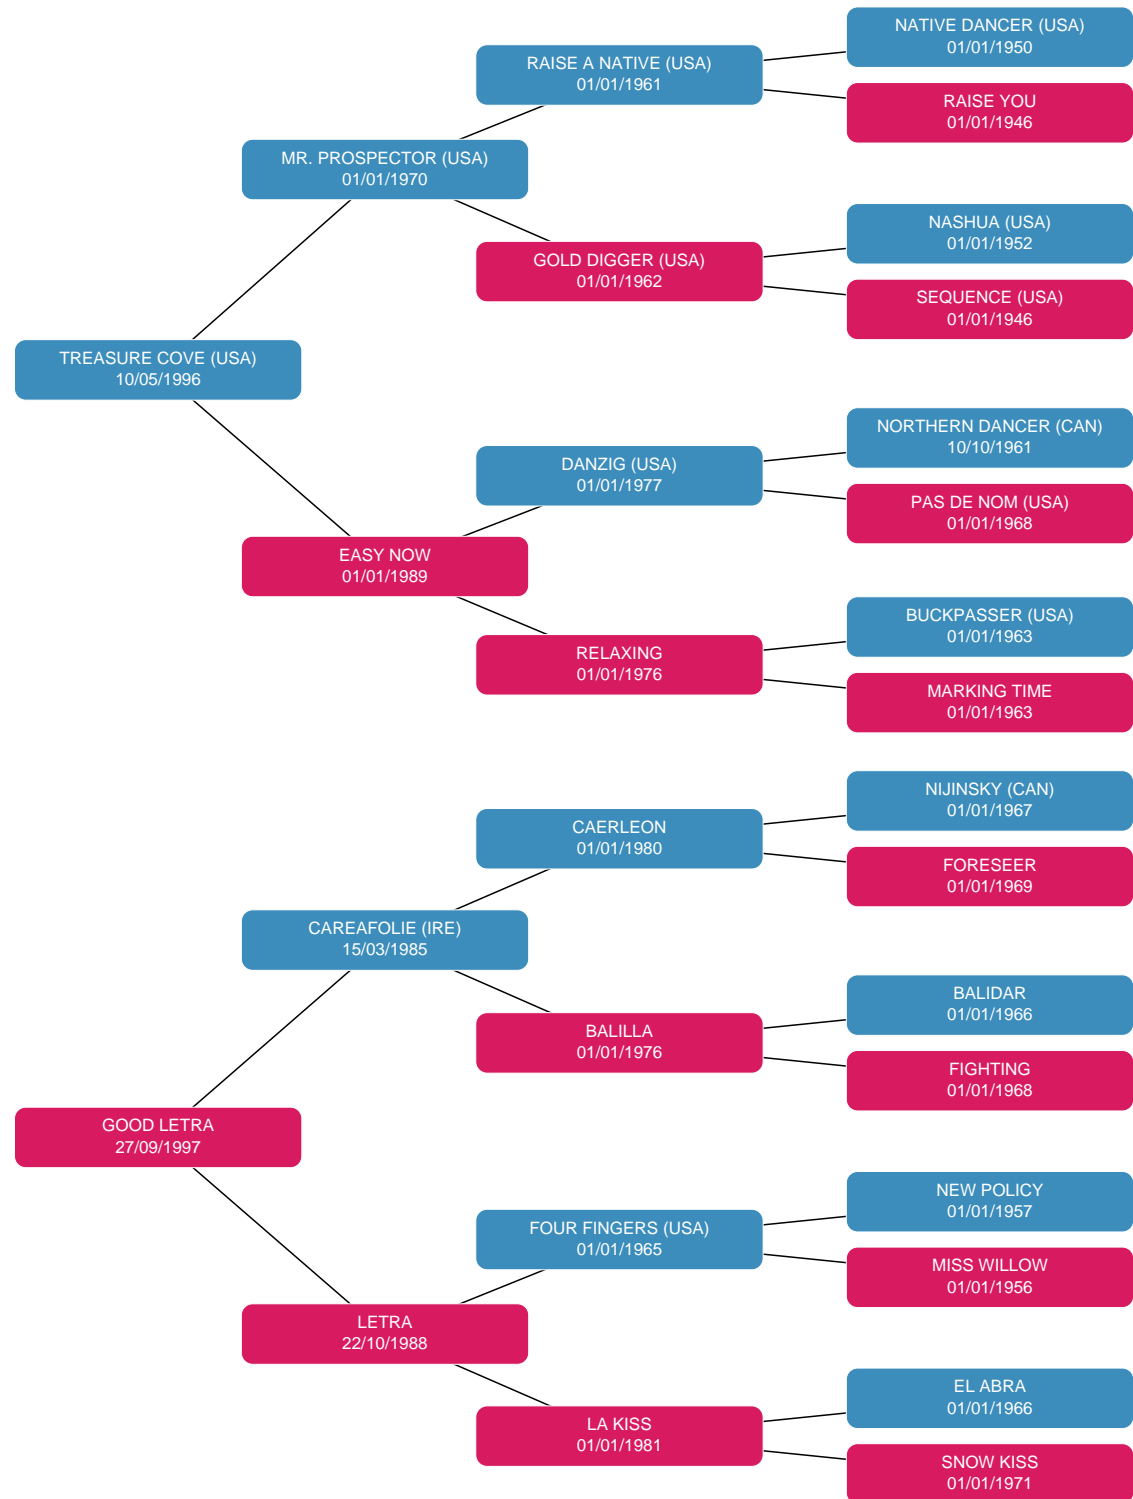 NATIVE DANCER (USA)
01/01/1950
RAISE A NATIVE (USA)
01/01/1961
RAISE YOU
01/01/1946
MR. PROSPECTOR (USA)
01/01/1970
NASHUA (USA)
01/01/1952
GOLD DIGGER (USA)
01/01/1962
SEQUENCE (USA)
01/01/1946
TREASURE COVE (USA)
10/05/1996
NORTHERN DANCER (CAN)
10/10/1961
DANZIG (USA)
01/01/1977
PAS DE NOM (USA)
01/01/1968
EASY NOW
01/01/1989
BUCKPASSER (USA)
01/01/1963
RELAXING
01/01/1976
MARKING TIME
01/01/1963
NIJINSKY (CAN)
01/01/1967
CAERLEON
01/01/1980
FORESEER
01/01/1969
CAREAFOLIE (IRE)
15/03/1985
BALIDAR
01/01/1966
BALILLA
01/01/1976
FIGHTING
01/01/1968
GOOD LETRA
27/09/1997
NEW POLICY
01/01/1957
FOUR FINGERS (USA)
01/01/1965
MISS WILLOW
01/01/1956
LETRA
22/10/1988
EL ABRA
01/01/1966
LA KISS
01/01/1981
SNOW KISS
01/01/1971